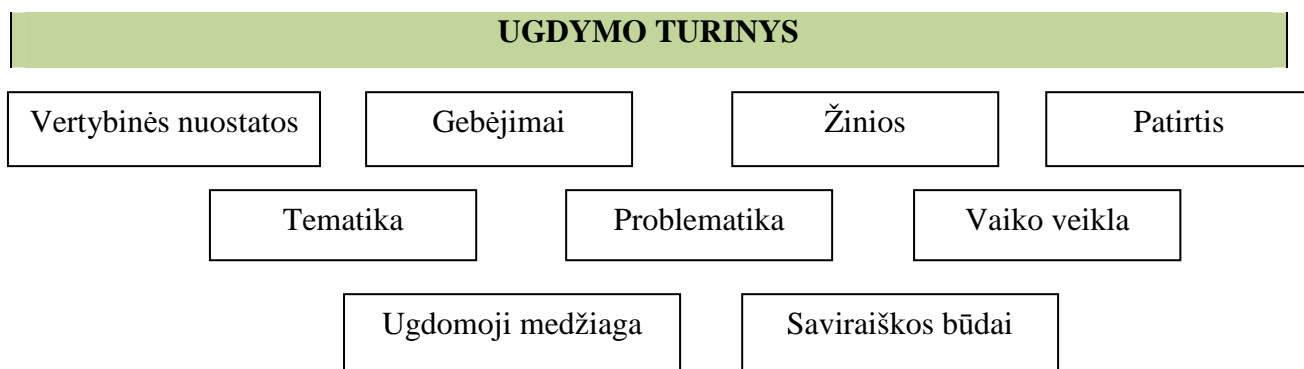 UGDYMO TURINYS
Vertybinės nuostatos
Gebėjimai
Žinios
Patirtis
Tematika
Problematika
Vaiko veikla
Ugdomoji medžiaga
Saviraiškos būdai